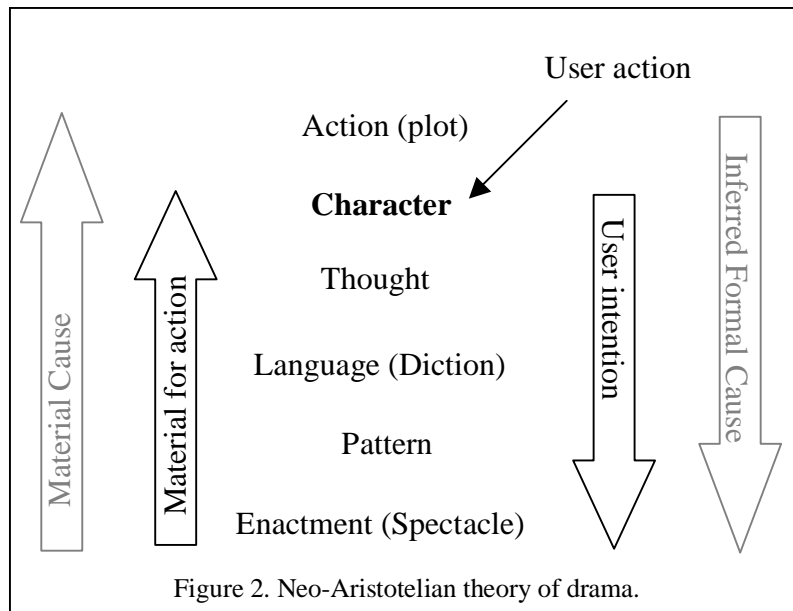 User action
Action (plot)
Character
Thought
Language (Diction)
Pattern
Enactment (Spectacle)
Material Cause
Material for action
User intention
Inferred Formal Cause
Figure 2. Neo-Aristotelian theory of drama.